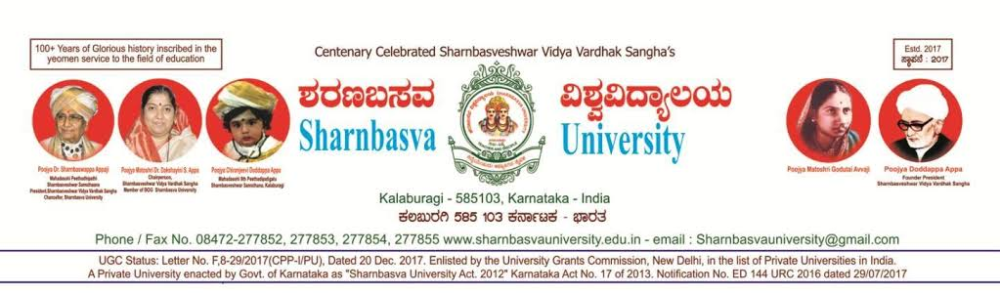 100+ Years of Glorious history inscribed in the
yeomen service to the field of education
Centenary Celebrated Sharnbasveshwar Vidya Vardhak Sangha's
Estd. 2017
ಸ್ಥಾಪನೆ : 2017
ಶರಣಬಸವ ವಿಶ್ವವಿದ್ಯಾಲಯ
Sharnbasva University
Poojya Dr. Sharnbaswappa Appaji
Mahadasohi Peethadhipathi
Sharnbasveshwar Samsthana
President, Sharnbasveshwar Vidya Vardhak Sangha
Chancellor, Sharnbasva University
Poojya Matoshri Dr. Dakshayini S. Appa
Chairperson,
Sharnbasveshwar Vidya Vardhak Sangha
Member of BOG Sharnbasva University
Poojya Chiranjeevi Doddappa Appa
Mahadasohi 9th Peethadipatigalu
Sharnbasveshwar Samsthana, Kalaburagi
Poojya Matoshri Godutai Avvaji
Poojya Doddappa Appa
Founder President
Sharnbasveshwar Vidya Vardhak Sangha
Kalaburagi - 585103, Karnataka - India
ಕಲಬುರಗಿ 585 103 ಕರ್ನಾಟಕ - ಭಾರತ
Phone / Fax No. 08472-277852, 277853, 277854, 277855 www.sharnbasvauniversity.edu.in - email : Sharnbasvauniversity@gmail.com
UGC Status: Letter No. F,8-29/2017(CPP-I/PU), Dated 20 Dec. 2017. Enlisted by the University Grants Commission, New Delhi, in the list of Private Universities in India.
A Private University enacted by Govt. of Karnataka as "Sharnbasva University Act. 2012" Karnataka Act No. 17 of 2013. Notification No. ED 144 URC 2016 dated 29/07/2017